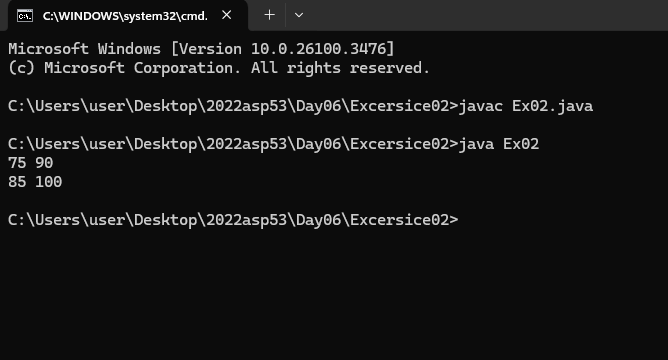 C:\WINDOWS\system32\cmd.
Microsoft Windows [Version 10.0.26100.3476]
(c) Microsoft Corporation. All rights reserved.
C:\Users\user\Desktop\2022asp53\Day06\Excersice02>javac Ex02.java
C:\Users\user\Desktop\2022asp53\Day06\Excersice02>java Ex02
75 90
85 100
C:\Users\user\Desktop\2022asp53\Day06\Excersice02>